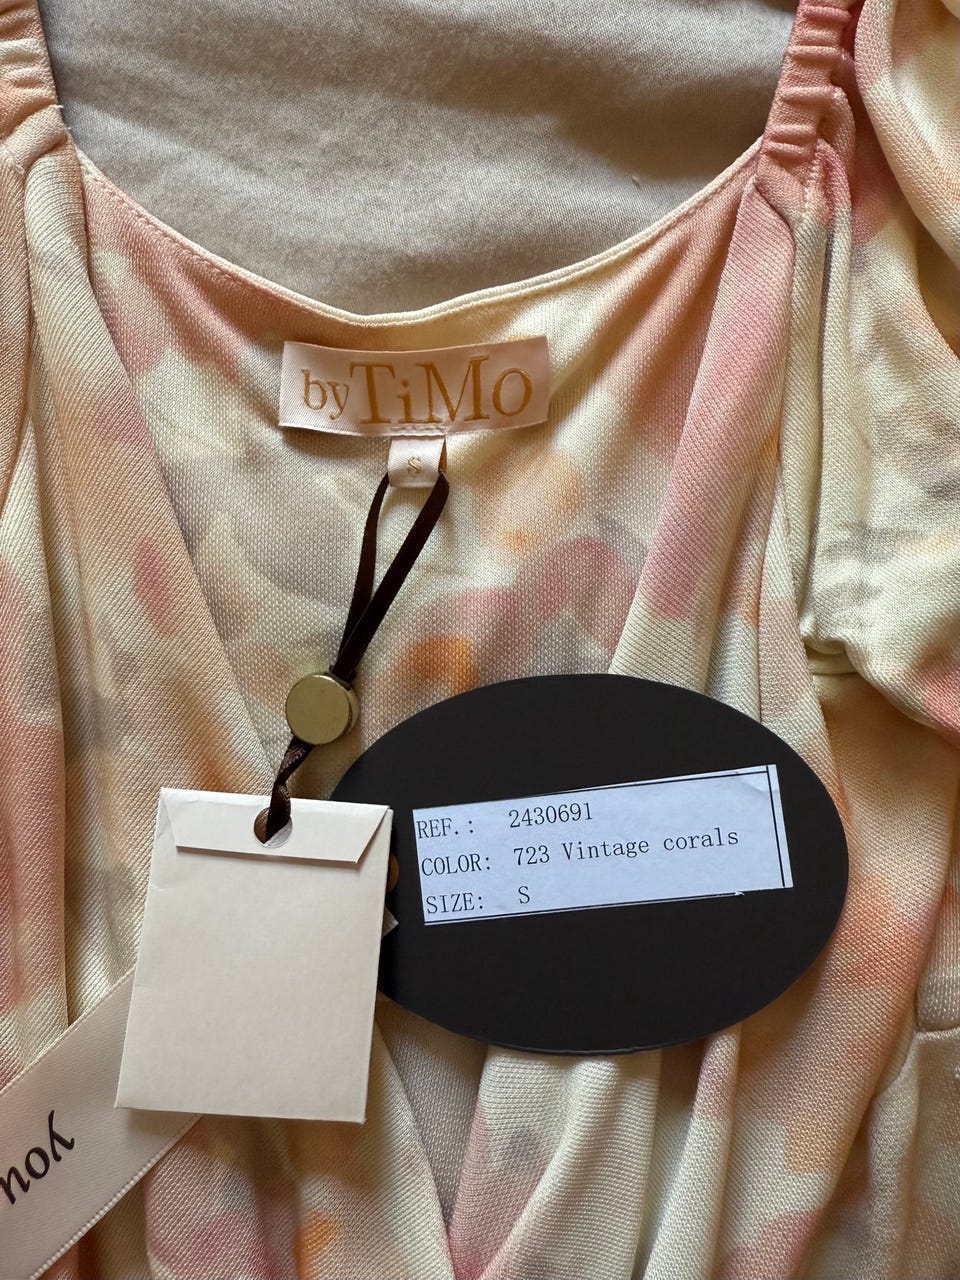 byTiMo
S
REF.: 2430691
COLOR: 723 Vintage corals
SIZE: S
you